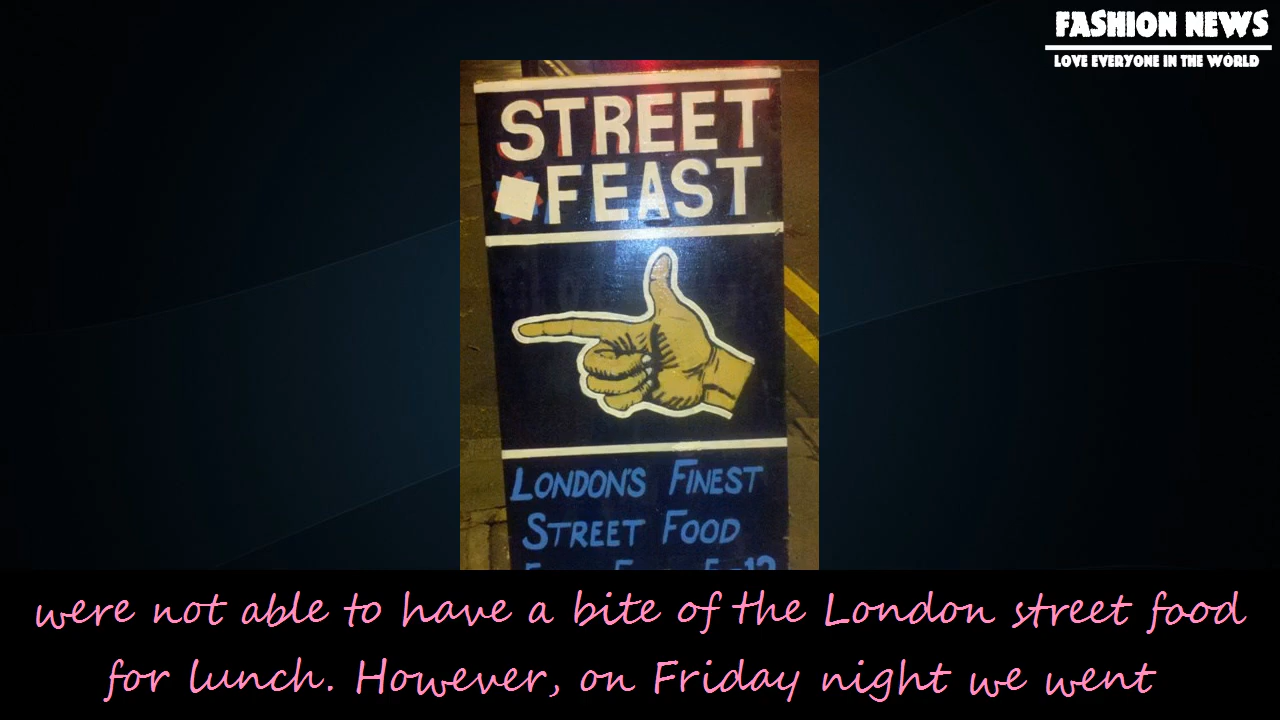 FASHION NEWS
LOVE EVERYONE IN THE WORLD
STREET
FEAST
LONDON'S FINEST
STREET FOOD
were not able to have a bite of the London street food
for lunch. However, on Friday night we went